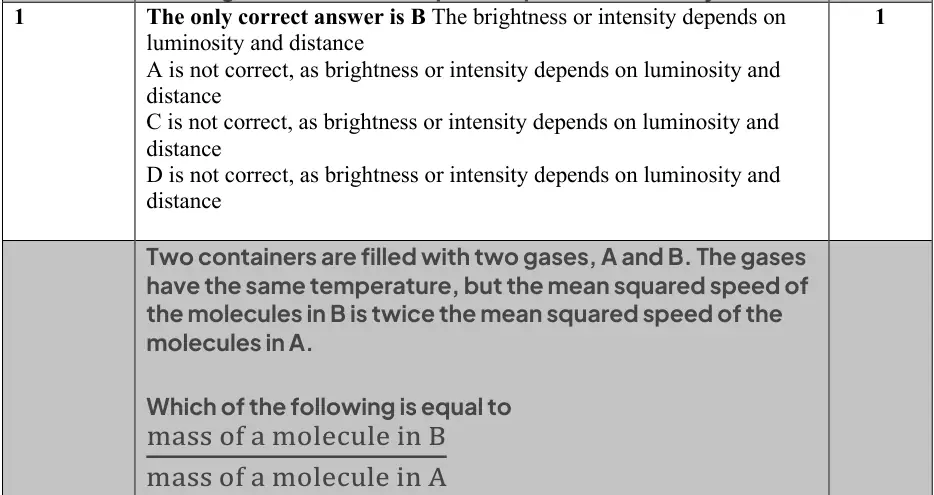 1
The only correct answer is B The brightness or intensity depends on
luminosity and distance
A is not correct, as brightness or intensity depends on luminosity and
distance
C is not correct, as brightness or intensity depends on luminosity and
distance
D is not correct, as brightness or intensity depends on luminosity and
distance
1
Two containers are filled with two gases, A and B. The gases
have the same temperature, but the mean squared speed of
the molecules in B is twice the mean squared speed of the
molecules in A.
Which of the following is equal to
mass of a molecule in B
mass of a molecule in A